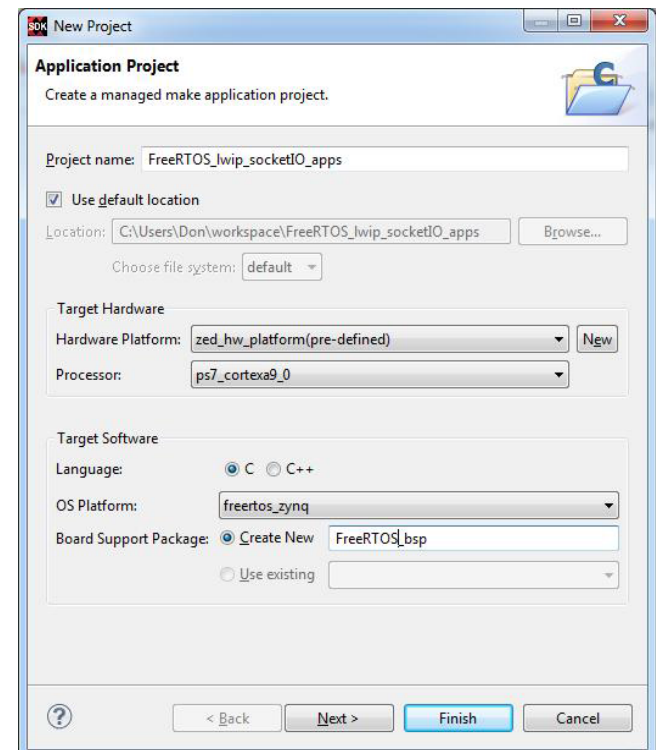 SDK New Project
Application Project
Create a managed make application project.
C
Project name: FreeRTOS_lwip_socketIO_apps
Use default location
Location: C:\Users\Don\workspace\FreeRTOS_lwip_socketIO_apps Browse...
Choose file system: default
Target Hardware
Hardware Platform: zed_hw_platform(pre-defined) New
Processor: ps7_cortexa9_0
Target Software
Language: C C++
OS Platform: freertos_zynq
Board Support Package: Create New FreeRTOS_bsp
Use existing
? < Back Next > Finish Cancel